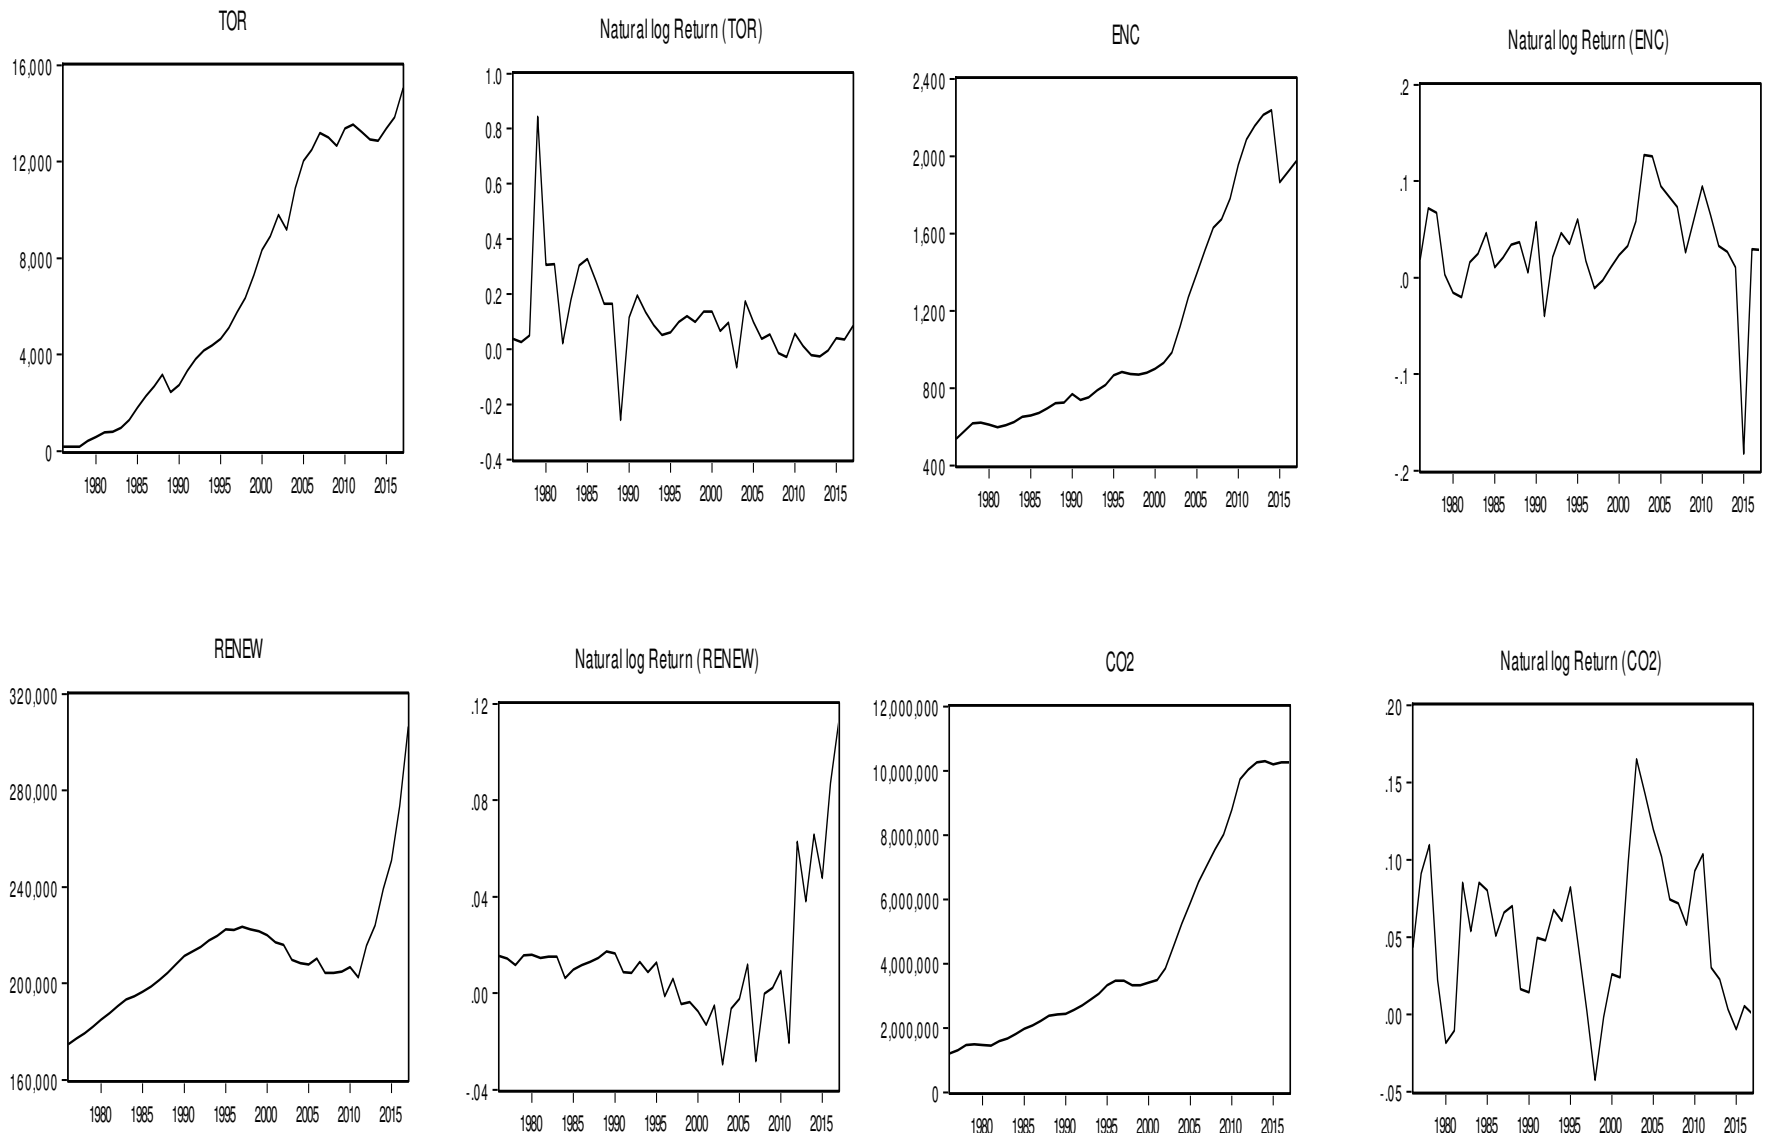 TOR
16,000
12,000
8,000
4,000
0
1980 1985 1990 1995 2000 2005 2010 2015
Natural log Return (TOR)
1.0
0.8
0.6
0.4
0.2
0.0
-0.2
-0.4
1980 1985 1990 1995 2000 2005 2010 2015
ENC
2,400
2,000
1,600
1,200
800
400
1980 1985 1990 1995 2000 2005 2010 2015
Natural log Return (ENC)
.2
.1
.0
-.1
-.2
1980 1985 1990 1995 2000 2005 2010 2015
RENEW
320,000
280,000
240,000
200,000
160,000
1980 1985 1990 1995 2000 2005 2010 2015
Natural log Return (RENEW)
.12
.08
.04
.00
-.04
1980 1985 1990 1995 2000 2005 2010 2015
CO2
12,000,000
10,000,000
8,000,000
6,000,000
4,000,000
2,000,000
0
1980 1985 1990 1995 2000 2005 2010 2015
Natural log Return (CO2)
.20
.15
.10
.05
.00
-.05
1980 1985 1990 1995 2000 2005 2010 2015